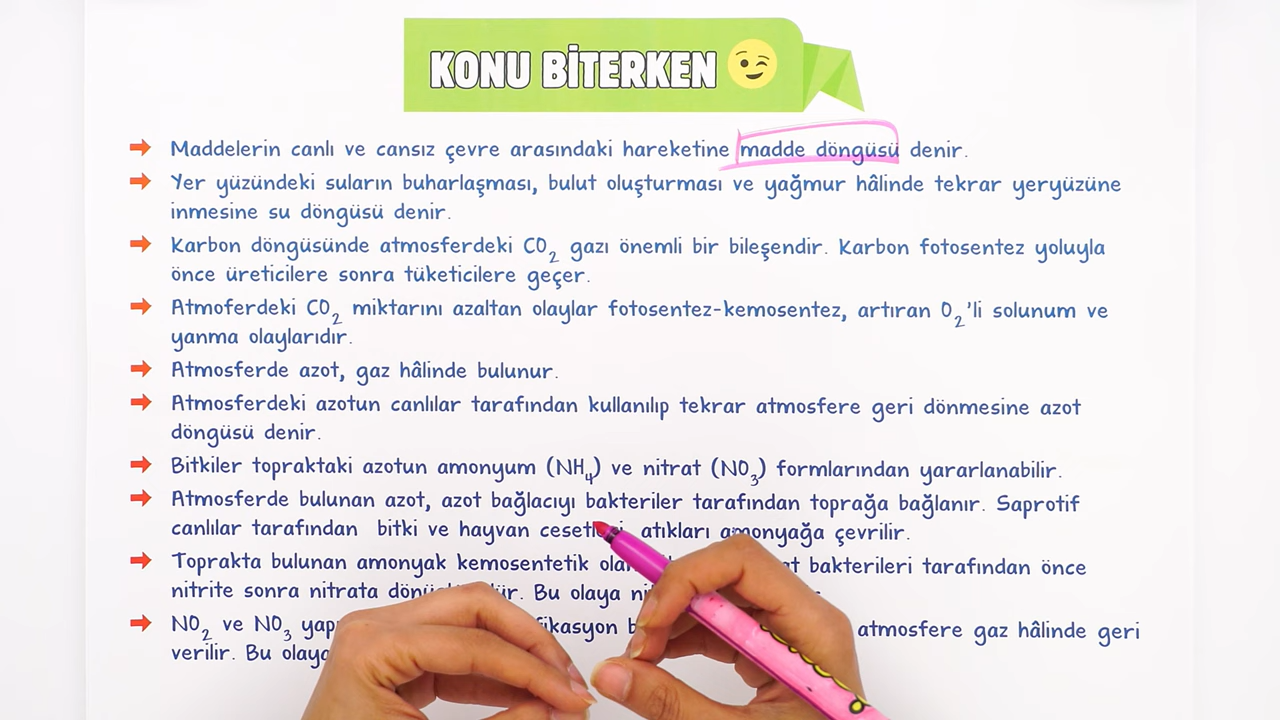 KONU BİTERKEN
Maddelerin canlı ve cansız çevre arasındaki hareketine madde döngüsü denir.
Yer yüzündeki suların buharlaşması, bulut oluşturması ve yağmur hâlinde tekrar yeryüzüne
inmesine su döngüsü denir.
Karbon döngüsünde atmosferdeki CO₂ gazı önemli bir bileşendir. Karbon fotosentez yoluyla
önce üreticilere sonra tüketicilere geçer.
Atmoferdeki CO₂ miktarını azaltan olaylar fotosentez-kemosentez, artıran O₂'li solunum ve
yanma olaylarıdır.
Atmosferde azot, gaz hâlinde bulunur.
Atmosferdeki azotun canlılar tarafından kullanılıp tekrar atmosfere geri dönmesine azot
döngüsü denir.
Bitkiler topraktaki azotun amonyum (NH₄) ve nitrat (NO₃) formlarından yararlanabilir.
Atmosferde bulunan azot, azot bağlacıyı bakteriler tarafından toprağa bağlanır. Saprotif
canlılar tarafından bitki ve hayvan atıkları amonyağa çevrilir.
Toprakta bulunan amonyak kemosentetik bakterileri tarafından önce
nitrite sonra nitrata Bu olaya
NO₂ ve NO₃ atmosfere gaz hâlinde geri
verilir. Bu olaya